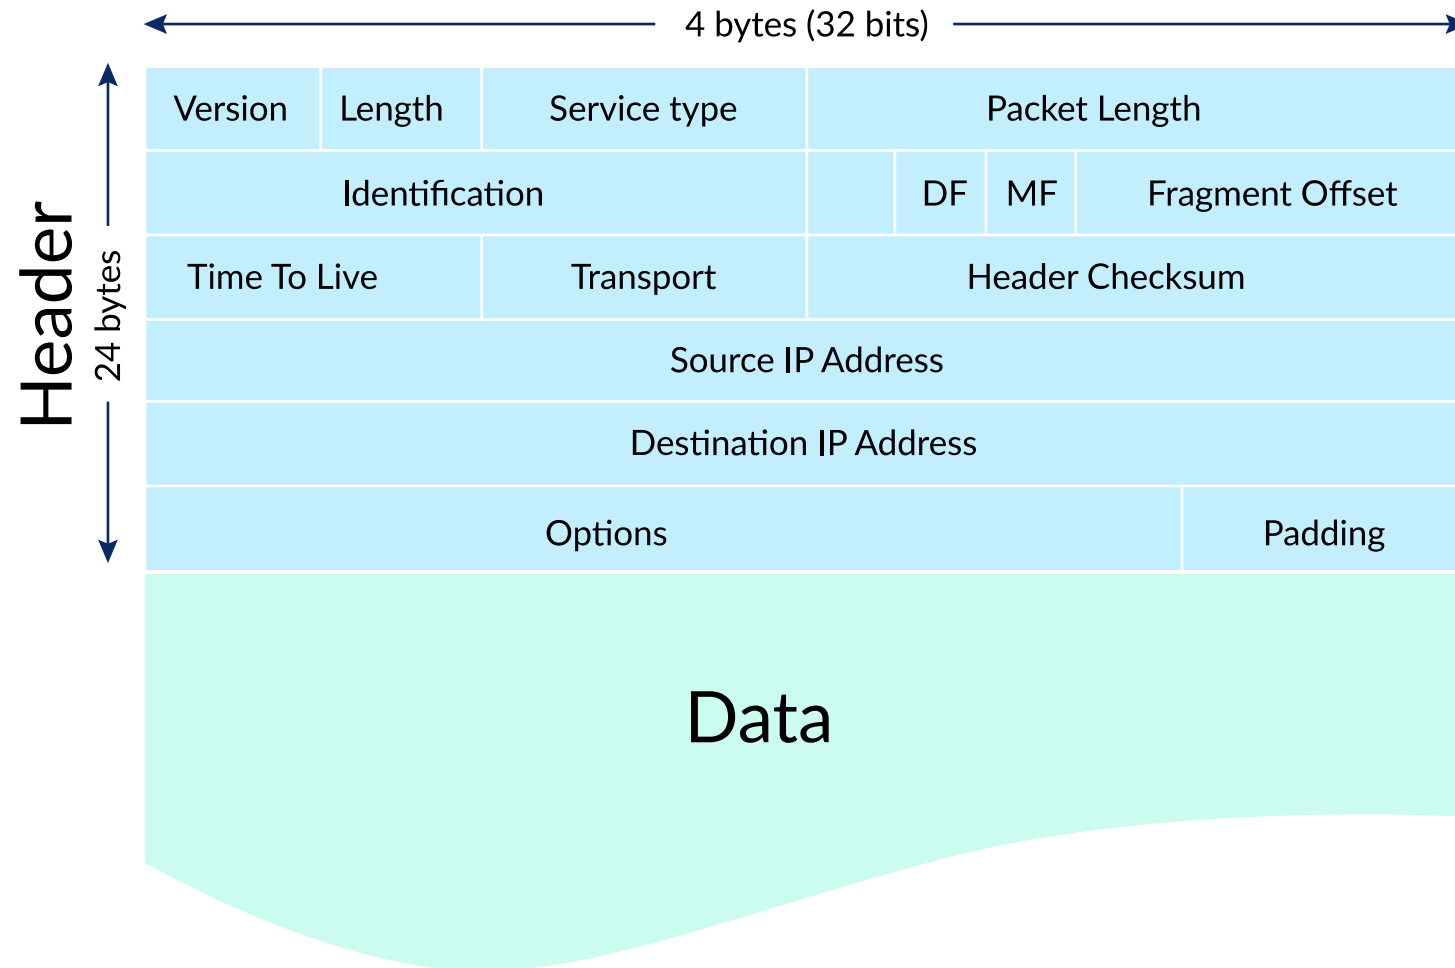 4 bytes (32 bits)
Header
24 bytes
Version Length Service type Packet Length
Identification DF MF Fragment Offset
Time To Live Transport Header Checksum
Source IP Address
Destination IP Address
Options Padding
Data